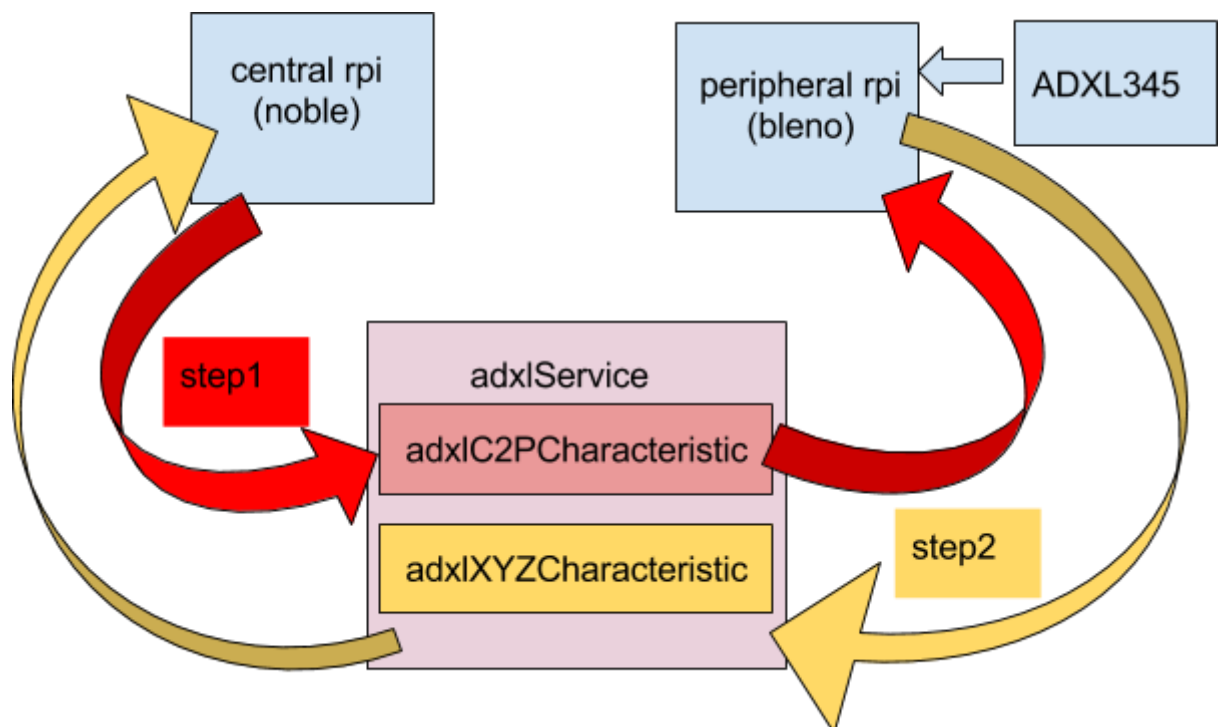 central rpi
(noble)
peripheral rpi
(bleno)
ADXL345
step1
adxlService
adxlC2PCharacteristic
adxlXYZCharacteristic
step2